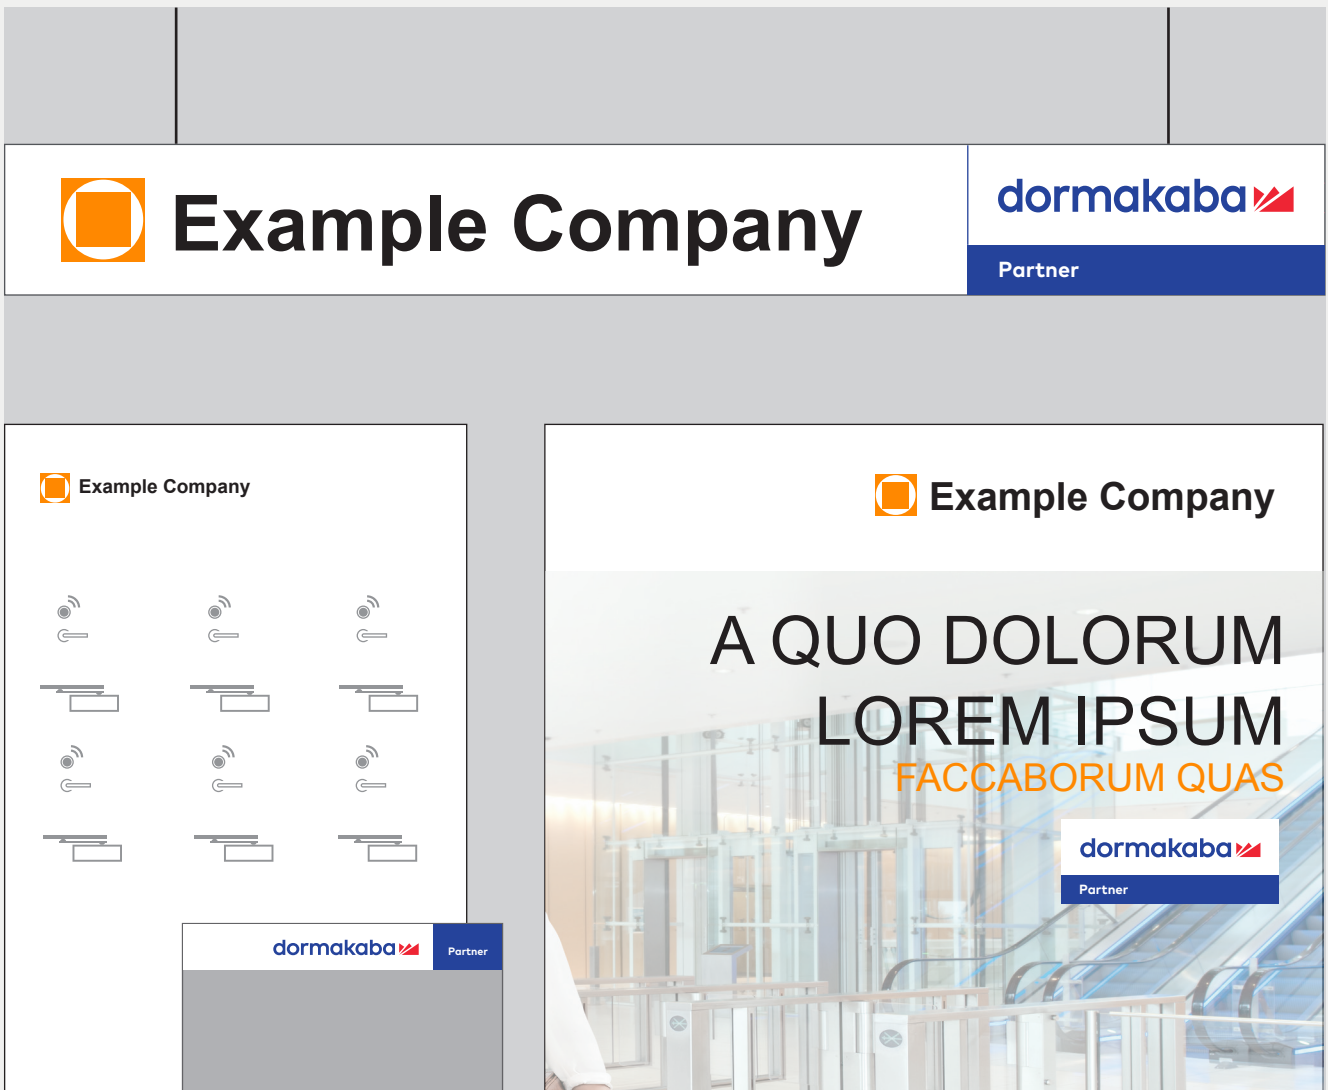 Example Company
dormakaba
Partner
Example Company
dormakaba
Partner
Example Company
A QUO DOLORUM
LOREM IPSUM
FACCABORUM QUAS
dormakaba
Partner